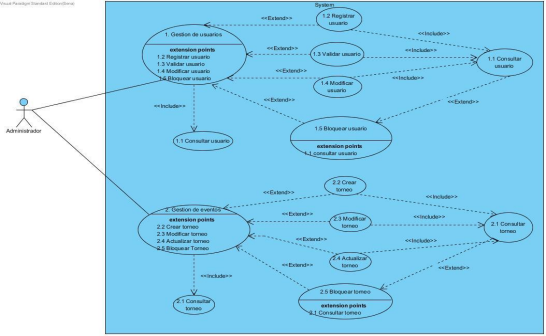 Visual Paradigm Standard Edition
System
1.2 Registrar
usuario
<<Extend>>
1. Gestion de usuarios
extension points
1.2 Registrar usuario
1.3 Validar usuario
1.4 Modificar usuario
1.5 Bloquear usuario
<<Include>>
<<Extend>>
1.3 Validar usuario
<<Include>>
1.1 Consultar
usuario
<<Extend>>
1.4 Modificar
usuario
<<Include>>
Administrador
<<Include>>
<<Extend>>
<<Extend>>
1.5 Bloquear usuario
extension points
1.1 consultar usuario
1.1 Consultar usuario
2.2 Crear
torneo
<<Extend>>
<<Include>>
2. Gestion de eventos
extension points
2.2 Crear torneo
2.3 Modificar torneo
2.4 Actualizar torneo
2.5 Bloquear Torneo
<<Extend>>
2.3 Modificar
torneo
<<Include>>
2.1 Consultar
torneo
<<Extend>>
<<Include>>
2.4 Actualizar
torneo
<<Include>>
<<Extend>>
<<Extend>>
2.5 Bloquear torneo
extension points
2.1 Consultar torneo
2.1 Consultar
torneo